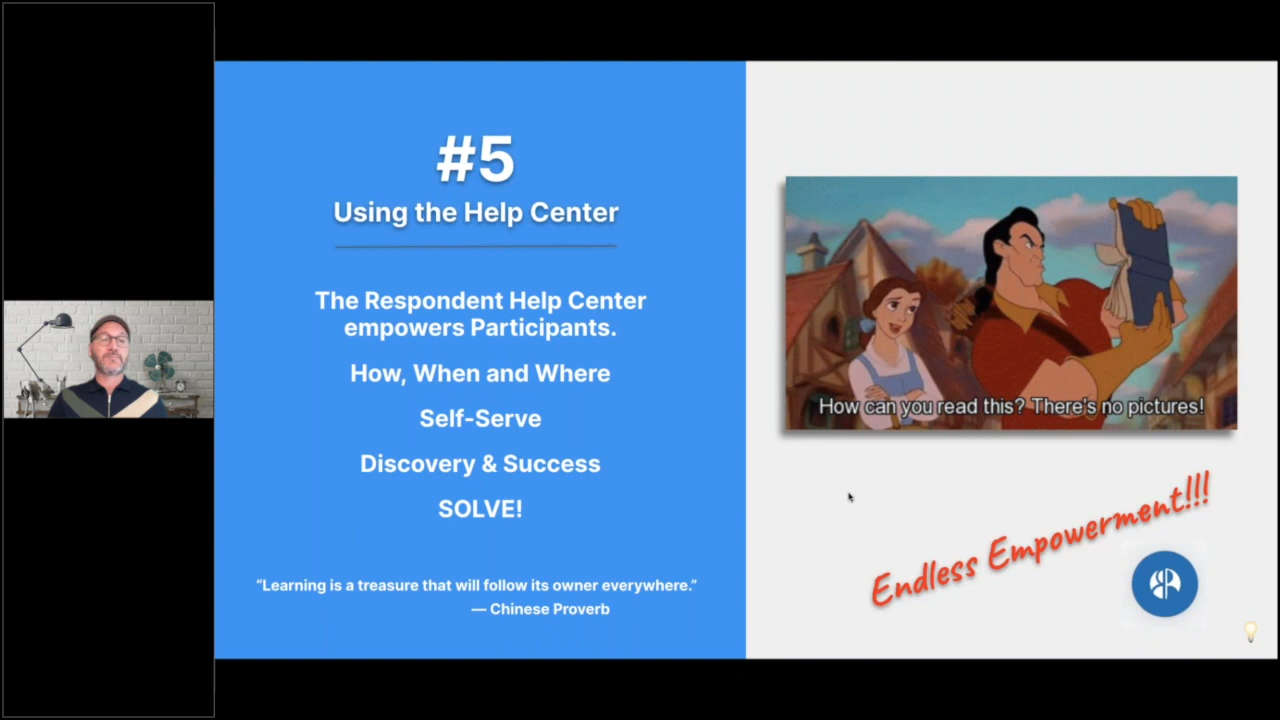 #5
Using the Help Center
The Respondent Help Center
empowers Participants.
How, When and Where
Self-Serve
Discovery & Success
SOLVE!
“Learning is a treasure that will follow its owner everywhere.”
— Chinese Proverb
How can you read this? There's no pictures!
Endless Empowerment!!!